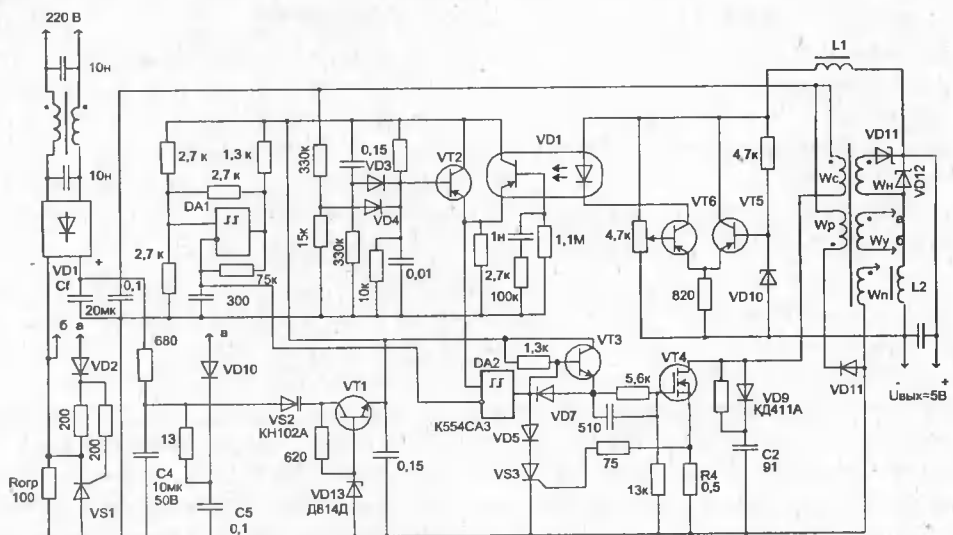 220 В
10н
10н
VD1
Cf
20мк
0,1
2,7 к
1,3 к
2,7 к
DA1
2,7 к
75к
300
330к
15к
0,15
VD3
VD4
330к
10к
0,01
VT2
VD1
1н
2,7к
100к
1,1М
4,7к
VT6
VT5
820
VD10
4,7к
L1
Wc
Wp
VD11
Wн
VD12
а
Wу
б
Wп
L2
VD11
-
+
Uвых=5В
б
а
VD2
200
200
Rогр
100
VS1
680
13
C4
10мк
50В
а
VD10
C5
0,1
VS2
КН102А
620
VT1
VD13
Д814Д
0,15
1,3к
DA2
К554СА3
VT3
VD7
VD5
VS3
510
5,6к
75
13к
VT4
R4
0,5
VD9
КД411А
C2
91